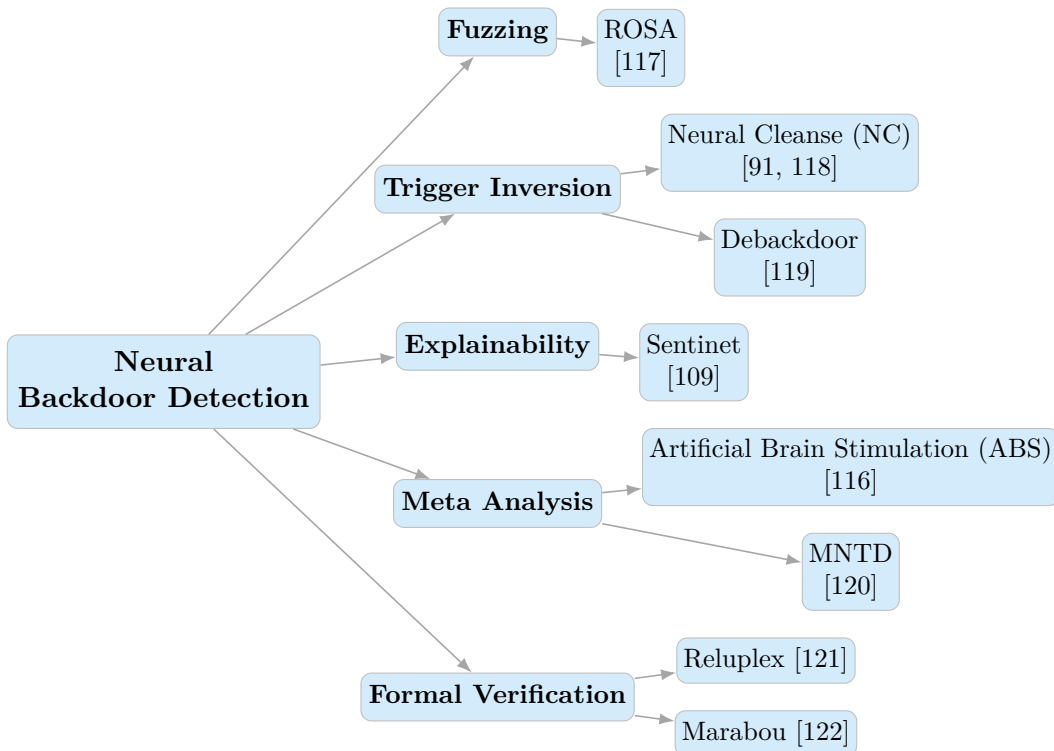 Fuzzing
ROSA
[117]
Trigger Inversion
Neural Cleanse (NC)
[91, 118]
Debackdoor
[119]
Neural
Backdoor Detection
Explainability
Sentinet
[109]
Meta Analysis
Artificial Brain Stimulation (ABS)
[116]
MNTD
[120]
Formal Verification
Reluplex [121]
Marabou [122]